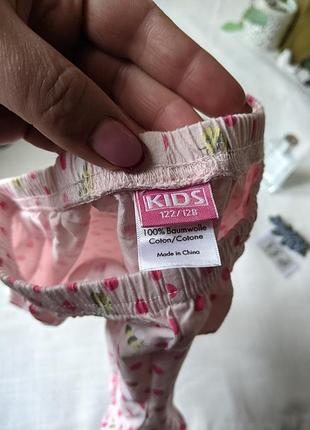 KIDS
122/128
100% Baumwolle
Coton/Cotone
Made in China